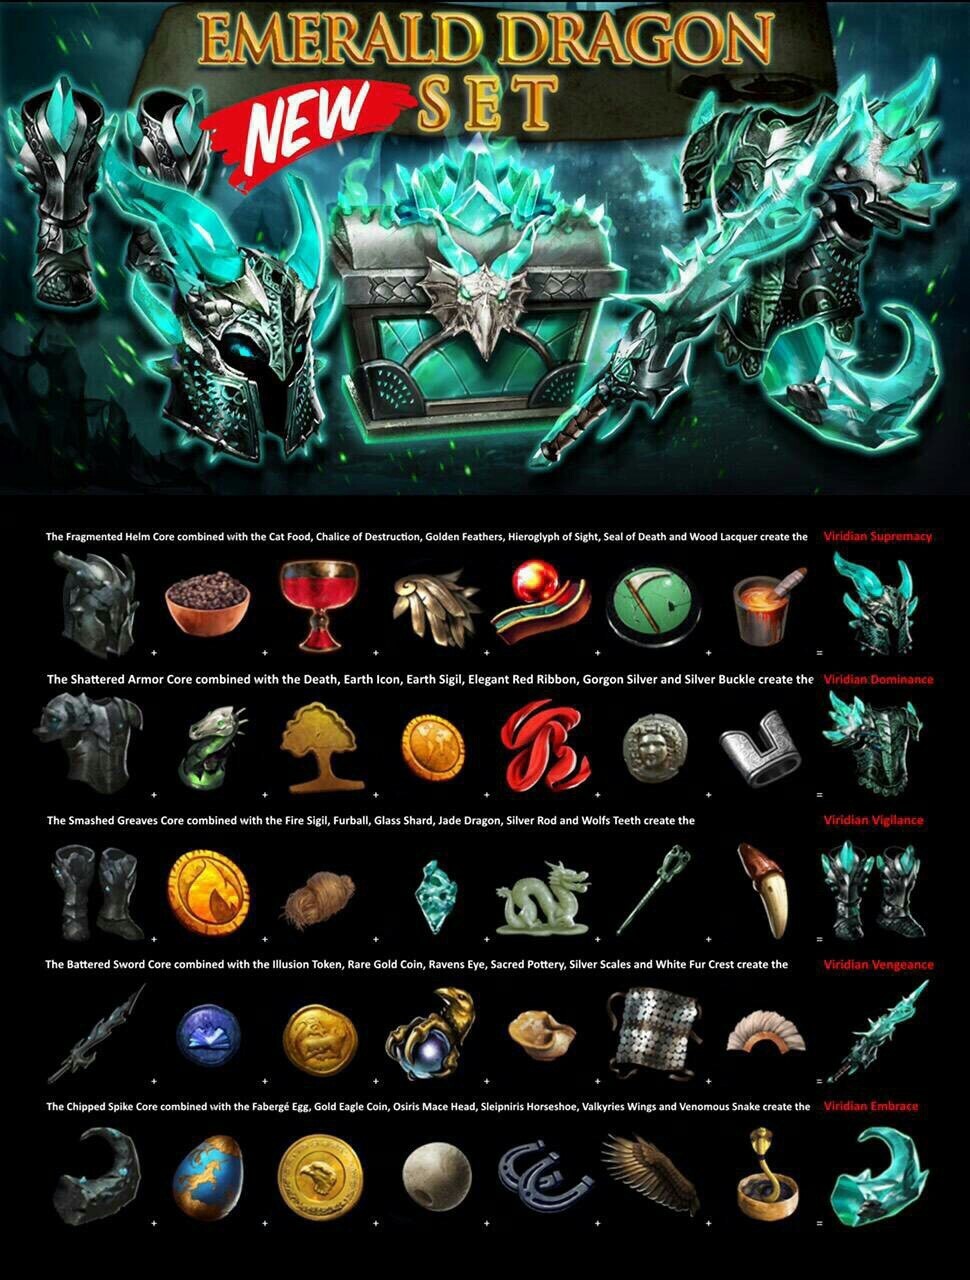 EMERALD DRAGON
SET
NEW
The Fragmented Helm Core combined with the Cat Food, Chalice of Destruction, Golden Feathers, Hieroglyph of Sight, Seal of Death and Wood Lacquer create the Viridian Supremacy
+ + + + + + =
The Shattered Armor Core combined with the Death, Earth Icon, Earth Sigil, Elegant Red Ribbon, Gorgon Silver and Silver Buckle create the Viridian Dominance
+ + + + + + =
The Smashed Greaves Core combined with the Fire Sigil, Furball, Glass Shard, Jade Dragon, Silver Rod and Wolfs Teeth create the Viridian Vigilance
+ + + + + + =
The Battered Sword Core combined with the Illusion Token, Rare Gold Coin, Ravens Eye, Sacred Pottery, Silver Scales and White Fur Crest create the Viridian Vengeance
+ + + + + + =
The Chipped Spike Core combined with the Fabergé Egg, Gold Eagle Coin, Osiris Mace Head, Sleipniris Horseshoe, Valkyries Wings and Venomous Snake create the Viridian Embrace
+ + + + + + =